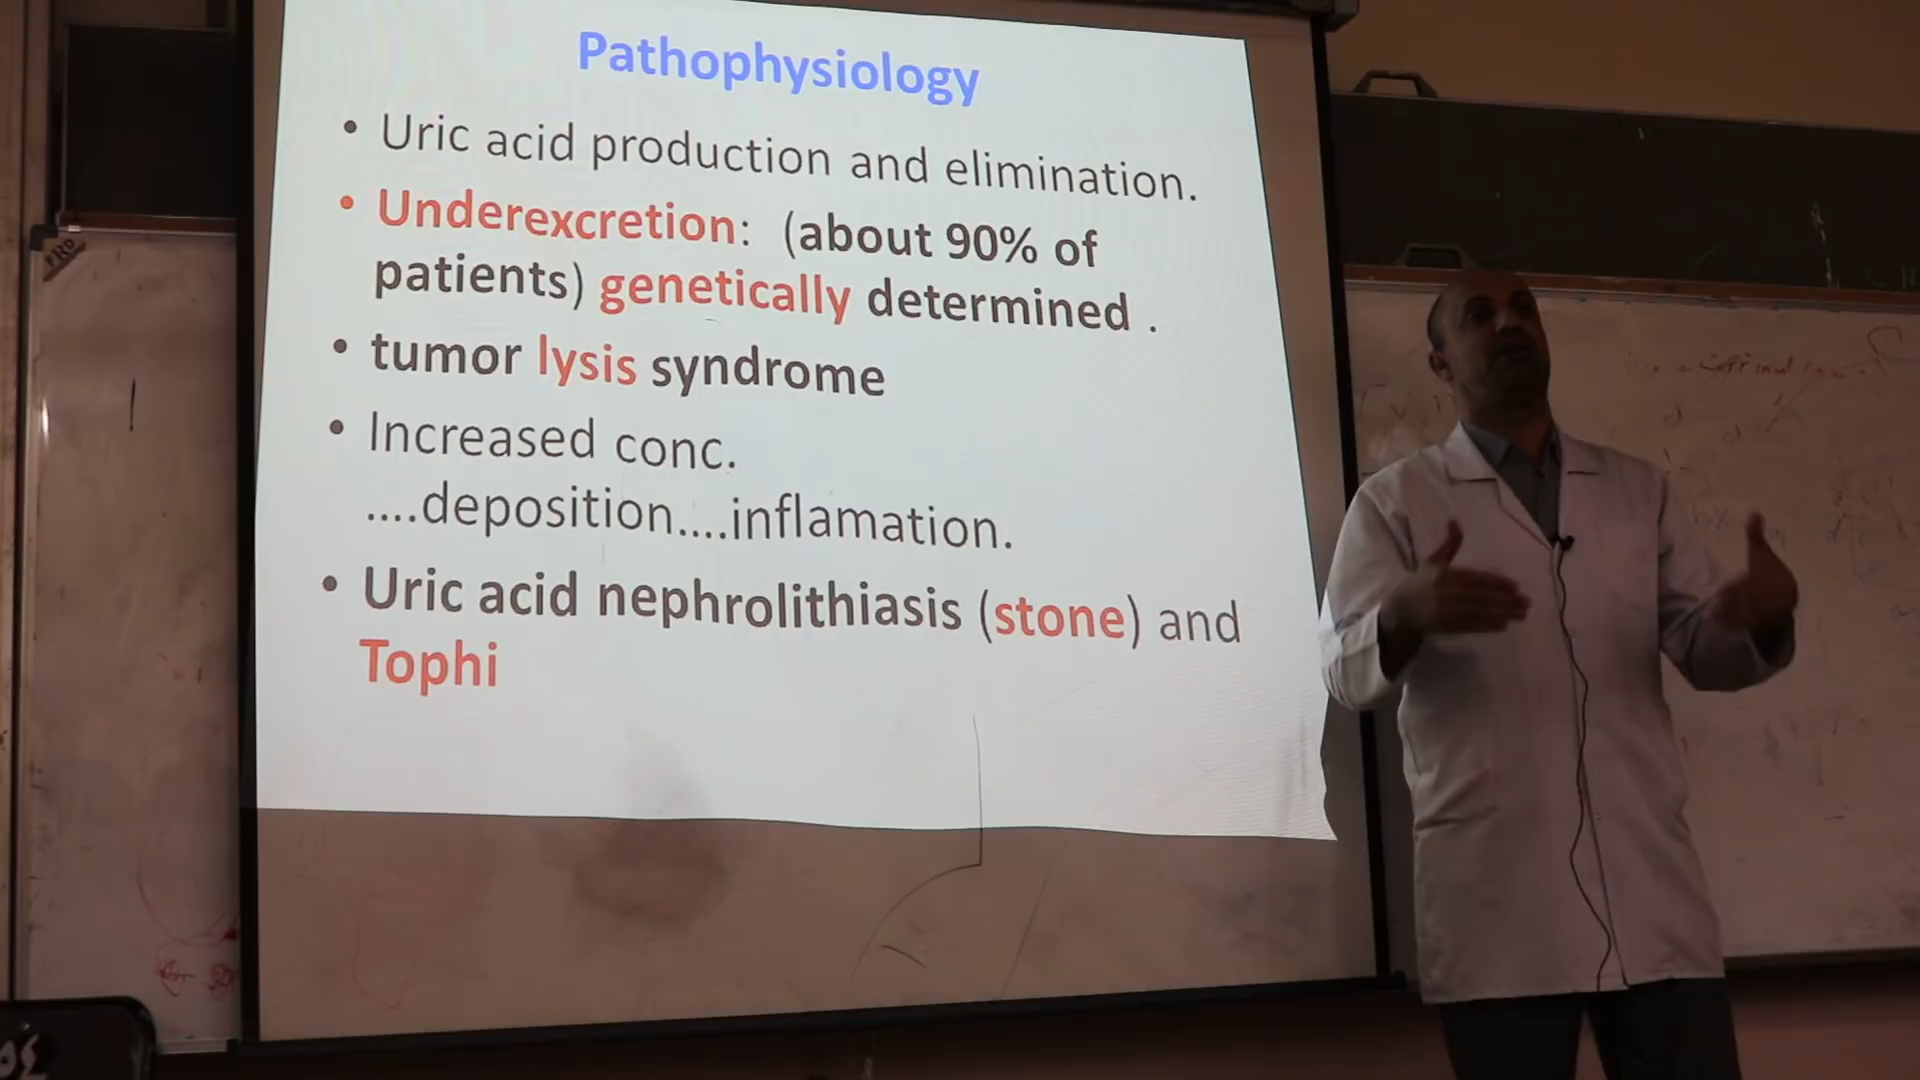 Pathophysiology
• Uric acid production and elimination.
• Underexcretion: (about 90% of
patients) genetically determined .
• tumor lysis syndrome
• Increased conc.
....deposition....inflamation.
• Uric acid nephrolithiasis (stone) and
Tophi